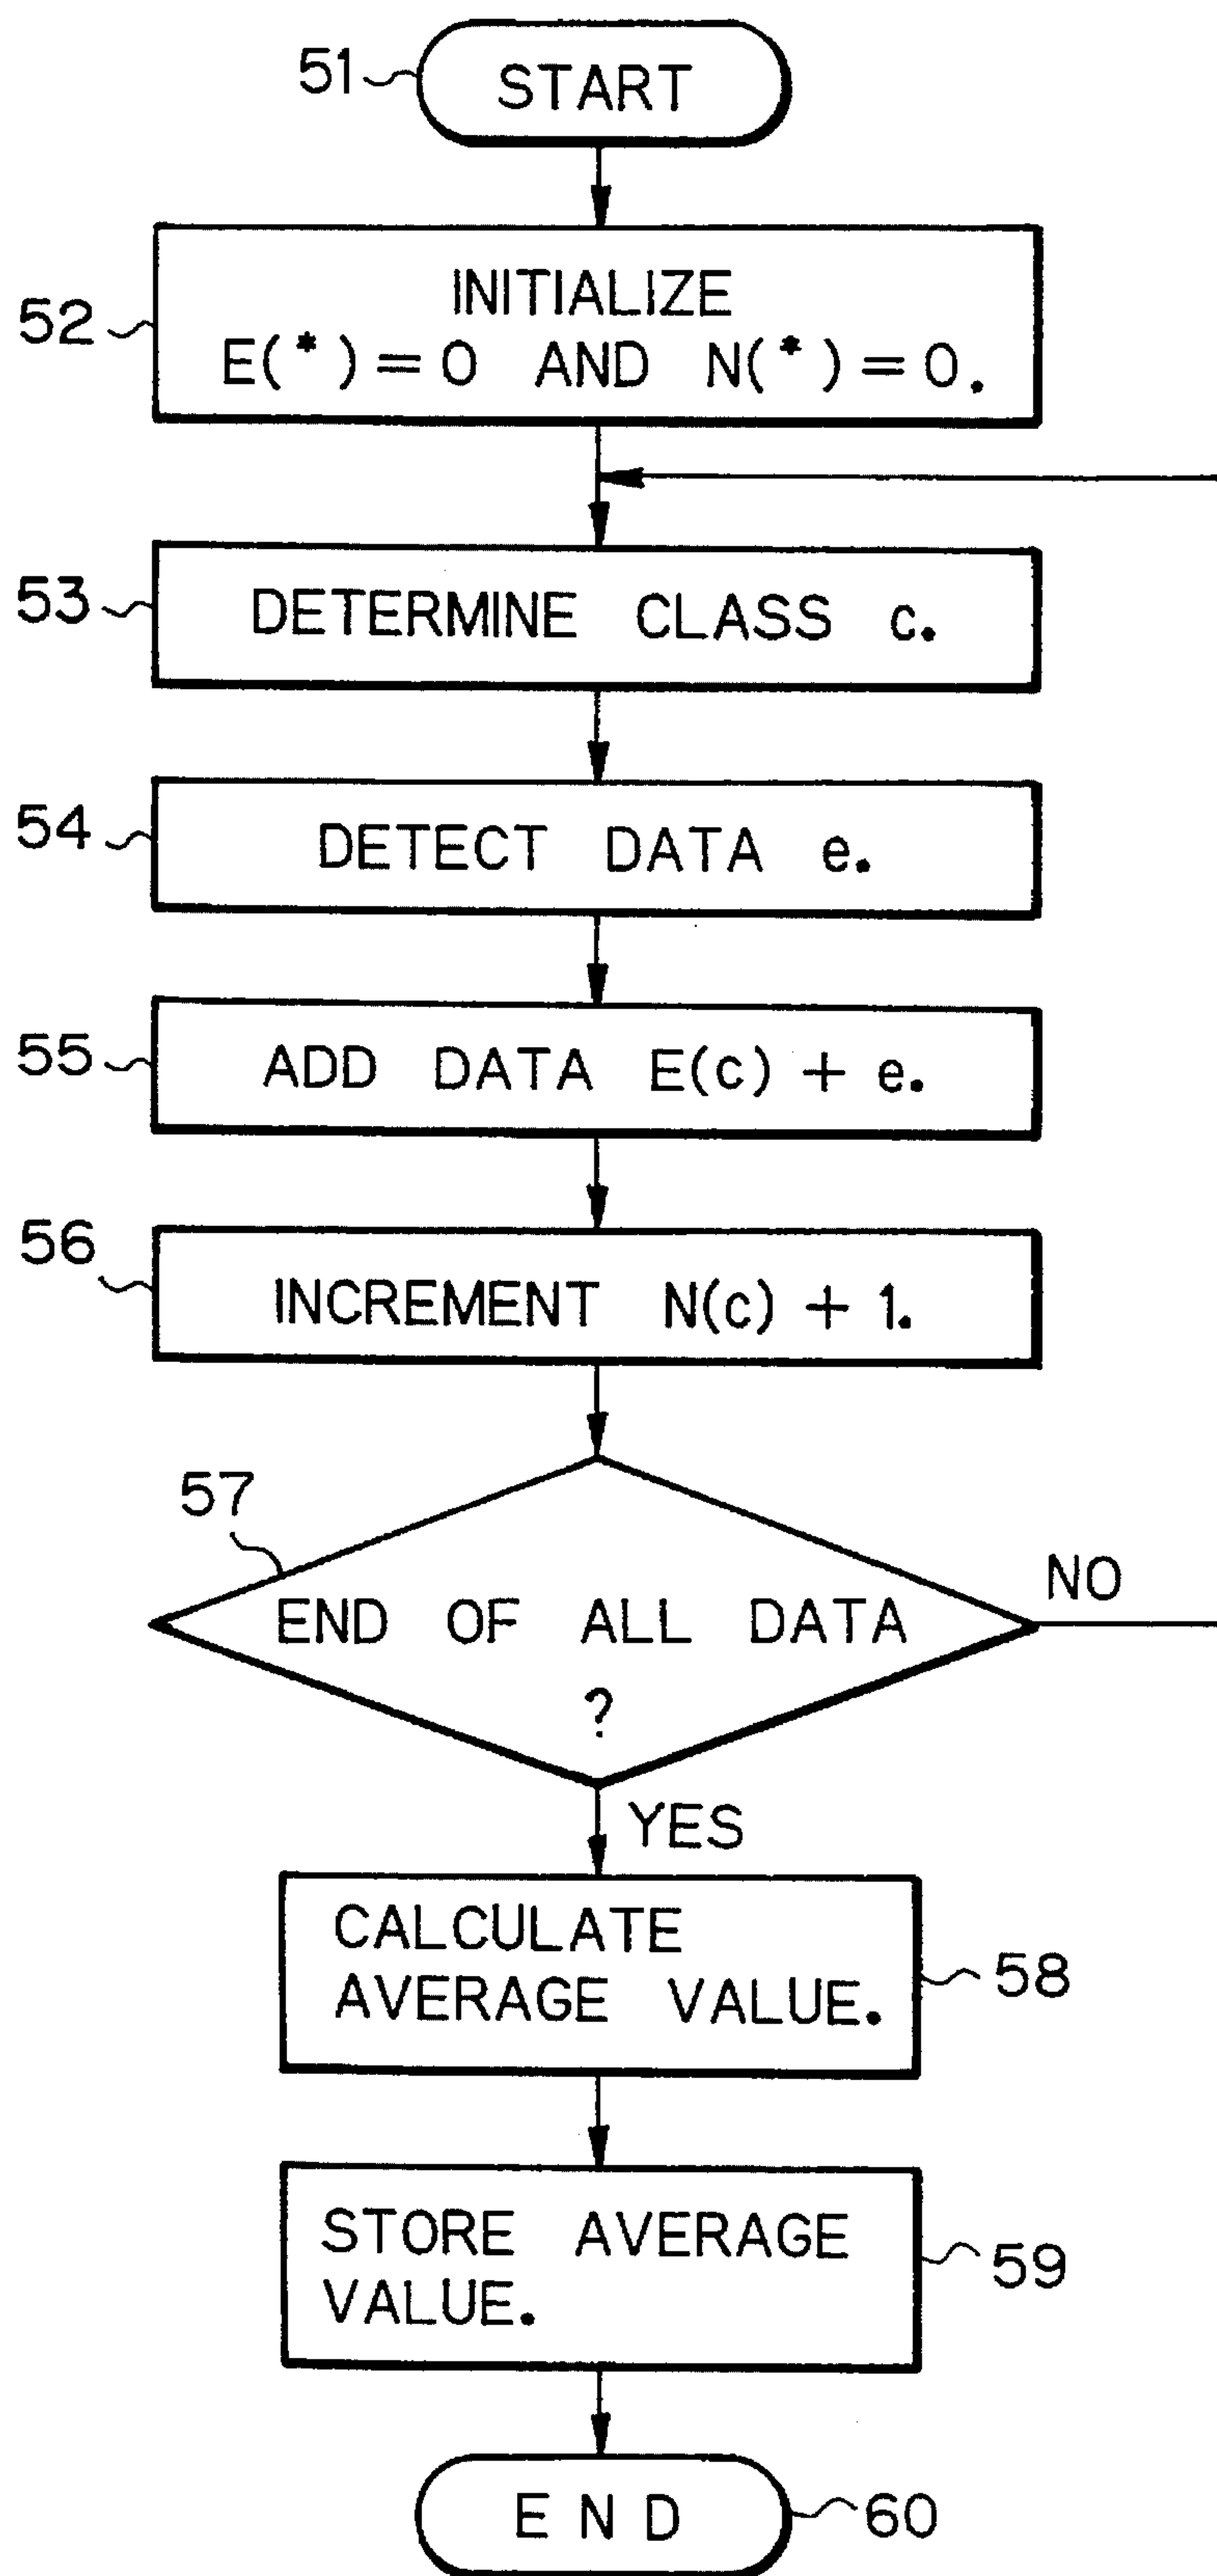 51
START
52
INITIALIZE
E(*)=0 AND N(*)=0.
53
DETERMINE CLASS c.
54
DETECT DATA e.
55
ADD DATA E(c) + e.
56
INCREMENT N(c) + 1.
57
END OF ALL DATA
?
NO
YES
CALCULATE
AVERAGE VALUE.
58
STORE AVERAGE
VALUE.
59
END
60